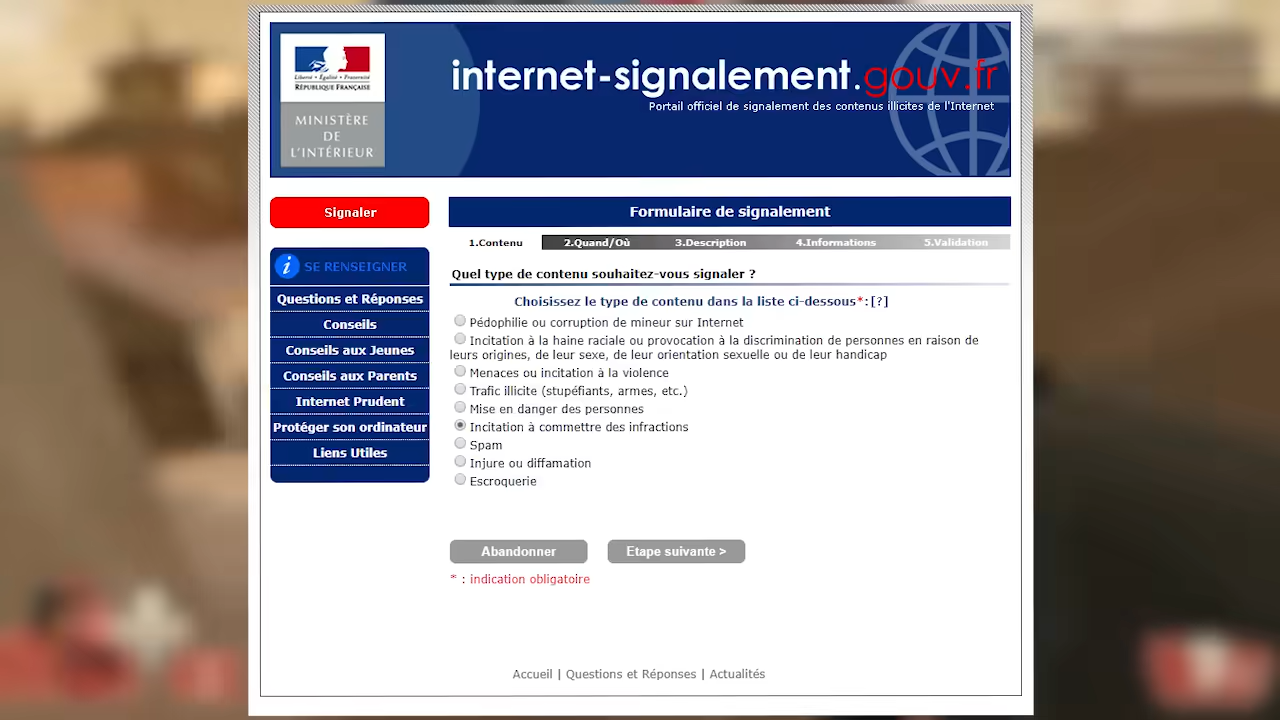 Liberté • Égalité • Fraternité
RÉPUBLIQUE FRANÇAISE
MINISTÈRE
DE
L'INTÉRIEUR
internet-signalement.gouv.fr
Portail officiel de signalement des contenus illicites de l'Internet
Signaler
SE RENSEIGNER
Questions et Réponses
Conseils
Conseils aux Jeunes
Conseils aux Parents
Internet Prudent
Protéger son ordinateur
Liens Utiles
Formulaire de signalement
1.Contenu 2.Quand/Où 3.Description 4.Informations 5.Validation
Quel type de contenu souhaitez-vous signaler ?
Choisissez le type de contenu dans la liste ci-dessous*:[?]
Pédophilie ou corruption de mineur sur Internet
Incitation à la haine raciale ou provocation à la discrimination de personnes en raison de
leurs origines, de leur sexe, de leur orientation sexuelle ou de leur handicap
Menaces ou incitation à la violence
Trafic illicite (stupéfiants, armes, etc.)
Mise en danger des personnes
Incitation à commettre des infractions
Spam
Injure ou diffamation
Escroquerie
Abandonner Etape suivante >
* : indication obligatoire
Accueil | Questions et Réponses | Actualités